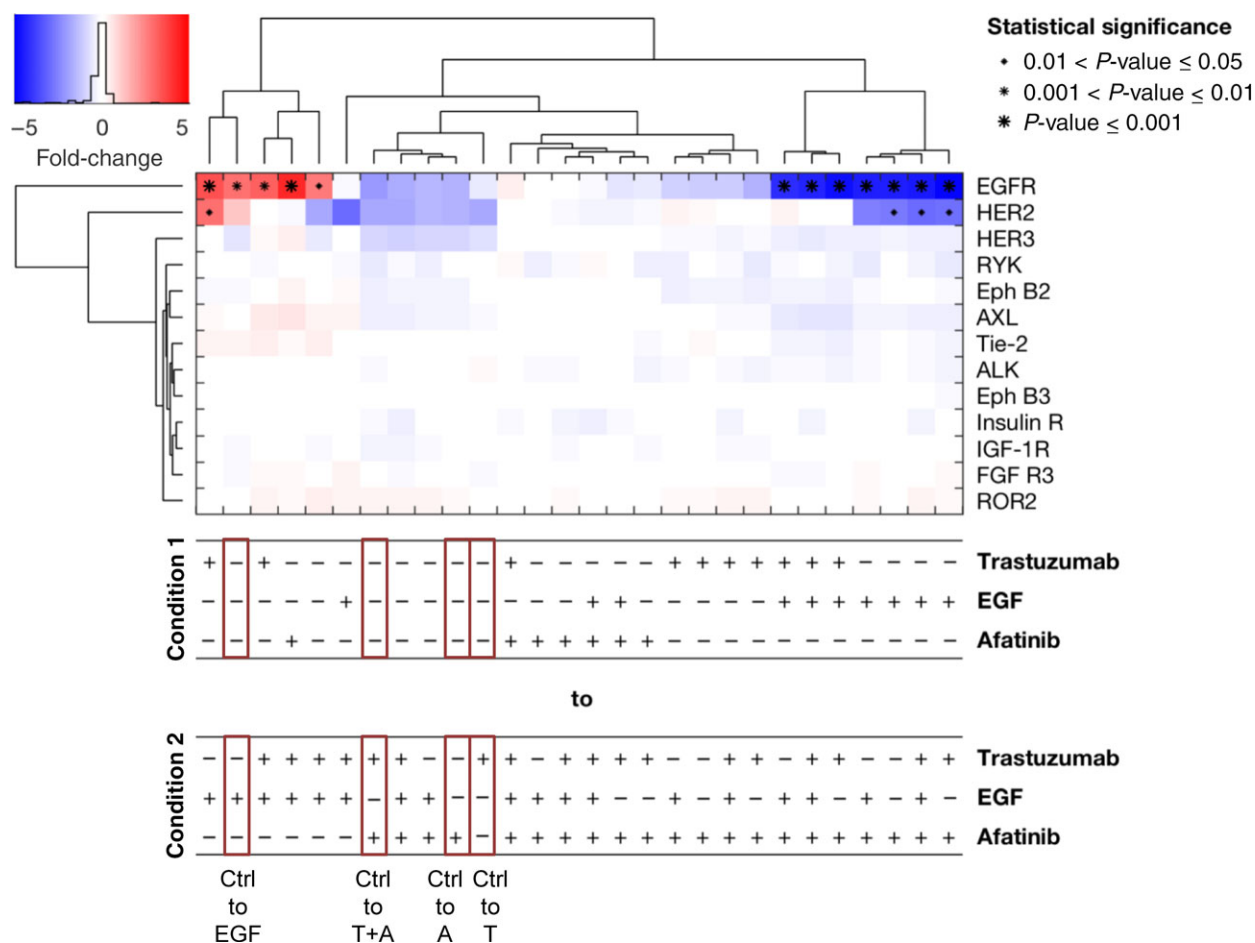 −5 0 5
Fold-change
Statistical significance
0.01 < P-value ≤ 0.05
0.001 < P-value ≤ 0.01
P-value ≤ 0.001
EGFR
HER2
HER3
RYK
Eph B2
AXL
Tie-2
ALK
Eph B3
Insulin R
IGF-1R
FGF R3
ROR2
Condition 1
+ − + − − − − − − − − + − − − − − + + + + + + + − − − − Trastuzumab
− − − − − + − − − − − − − − + + − − − − − + + + + + + + EGF
− − − + − − − − − − − + + + + + + − − − − − − − − − − − Afatinib
to
Condition 2
− − + + + + + + − − + + − + + + + − − + + − + − − − + + Trastuzumab
+ + + + + + − + + − − + + + + − − + − + − − − + − + + − EGF
− − − − − − + + + + − + + + + + + + + + + + + + + + + + Afatinib
Ctrl to EGF
Ctrl to T+A
Ctrl to A
Ctrl to T